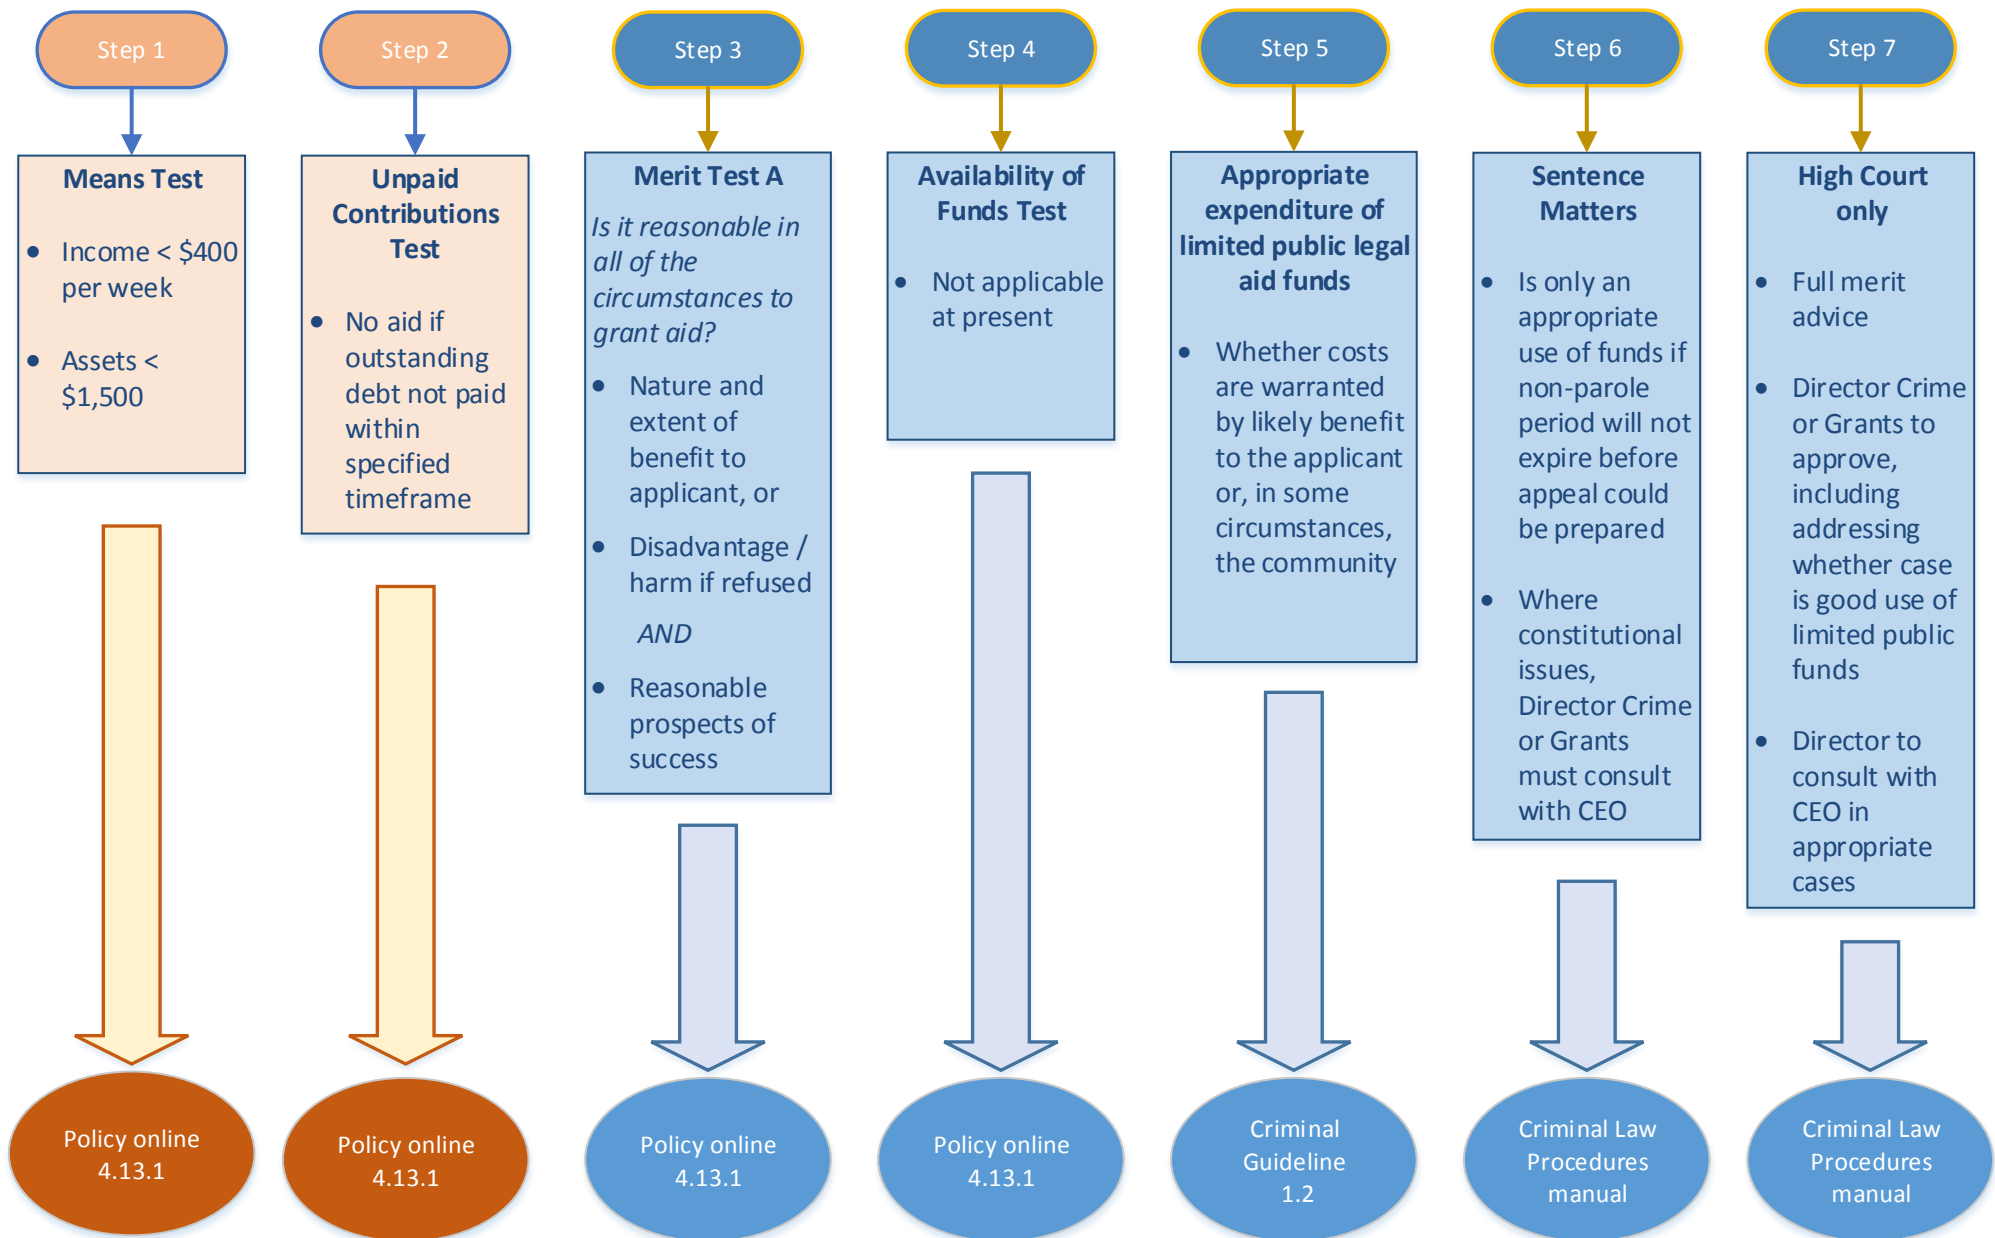 Step 1
Step 2
Step 3
Step 4
Step 5
Step 6
Step 7
Means Test
• Income < $400
per week
• Assets <
$1,500
Unpaid
Contributions
Test
• No aid if
outstanding
debt not paid
within
specified
timeframe
Merit Test A
Is it reasonable in
all of the
circumstances to
grant aid?
• Nature and
extent of
benefit to
applicant, or
• Disadvantage /
harm if refused
AND
• Reasonable
prospects of
success
Availability of
Funds Test
• Not applicable
at present
Appropriate
expenditure of
limited public legal
aid funds
• Whether costs
are warranted
by likely benefit
to the applicant
or, in some
circumstances,
the community
Sentence
Matters
• Is only an
appropriate
use of funds if
non-parole
period will not
expire before
appeal could
be prepared
• Where
constitutional
issues,
Director Crime
or Grants
must consult
with CEO
High Court
only
• Full merit
advice
• Director Crime
or Grants to
approve,
including
addressing
whether case
is good use of
limited public
funds
• Director to
consult with
CEO in
appropriate
cases
Policy online
4.13.1
Policy online
4.13.1
Policy online
4.13.1
Policy online
4.13.1
Criminal
Guideline
1.2
Criminal Law
Procedures
manual
Criminal Law
Procedures
manual